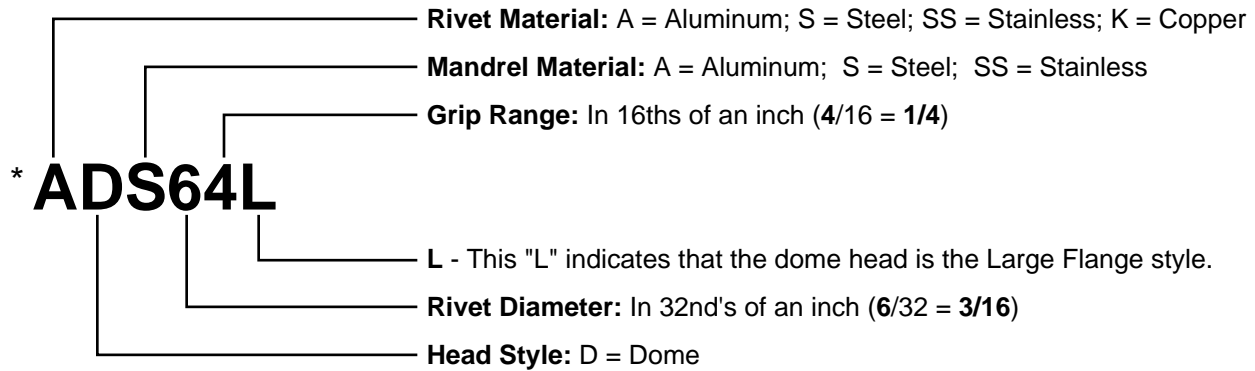 Rivet Material: A = Aluminum; S = Steel; SS = Stainless; K = Copper
Mandrel Material: A = Aluminum; S = Steel; SS = Stainless
Grip Range: In 16ths of an inch (4/16 = 1/4)
* ADS64L
L - This "L" indicates that the dome head is the Large Flange style.
Rivet Diameter: In 32nd's of an inch (6/32 = 3/16)
Head Style: D = Dome